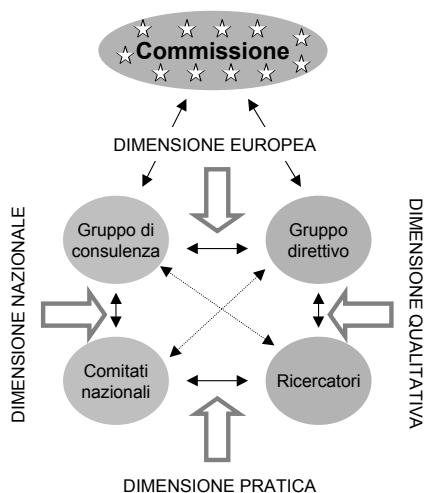 Commissione
DIMENSIONE EUROPEA
DIMENSIONE NAZIONALE
Gruppo di
consulenza
Gruppo
direttivo
DIMENSIONE QUALITATIVA
Comitati
nazionali
Ricercatori
DIMENSIONE PRATICA